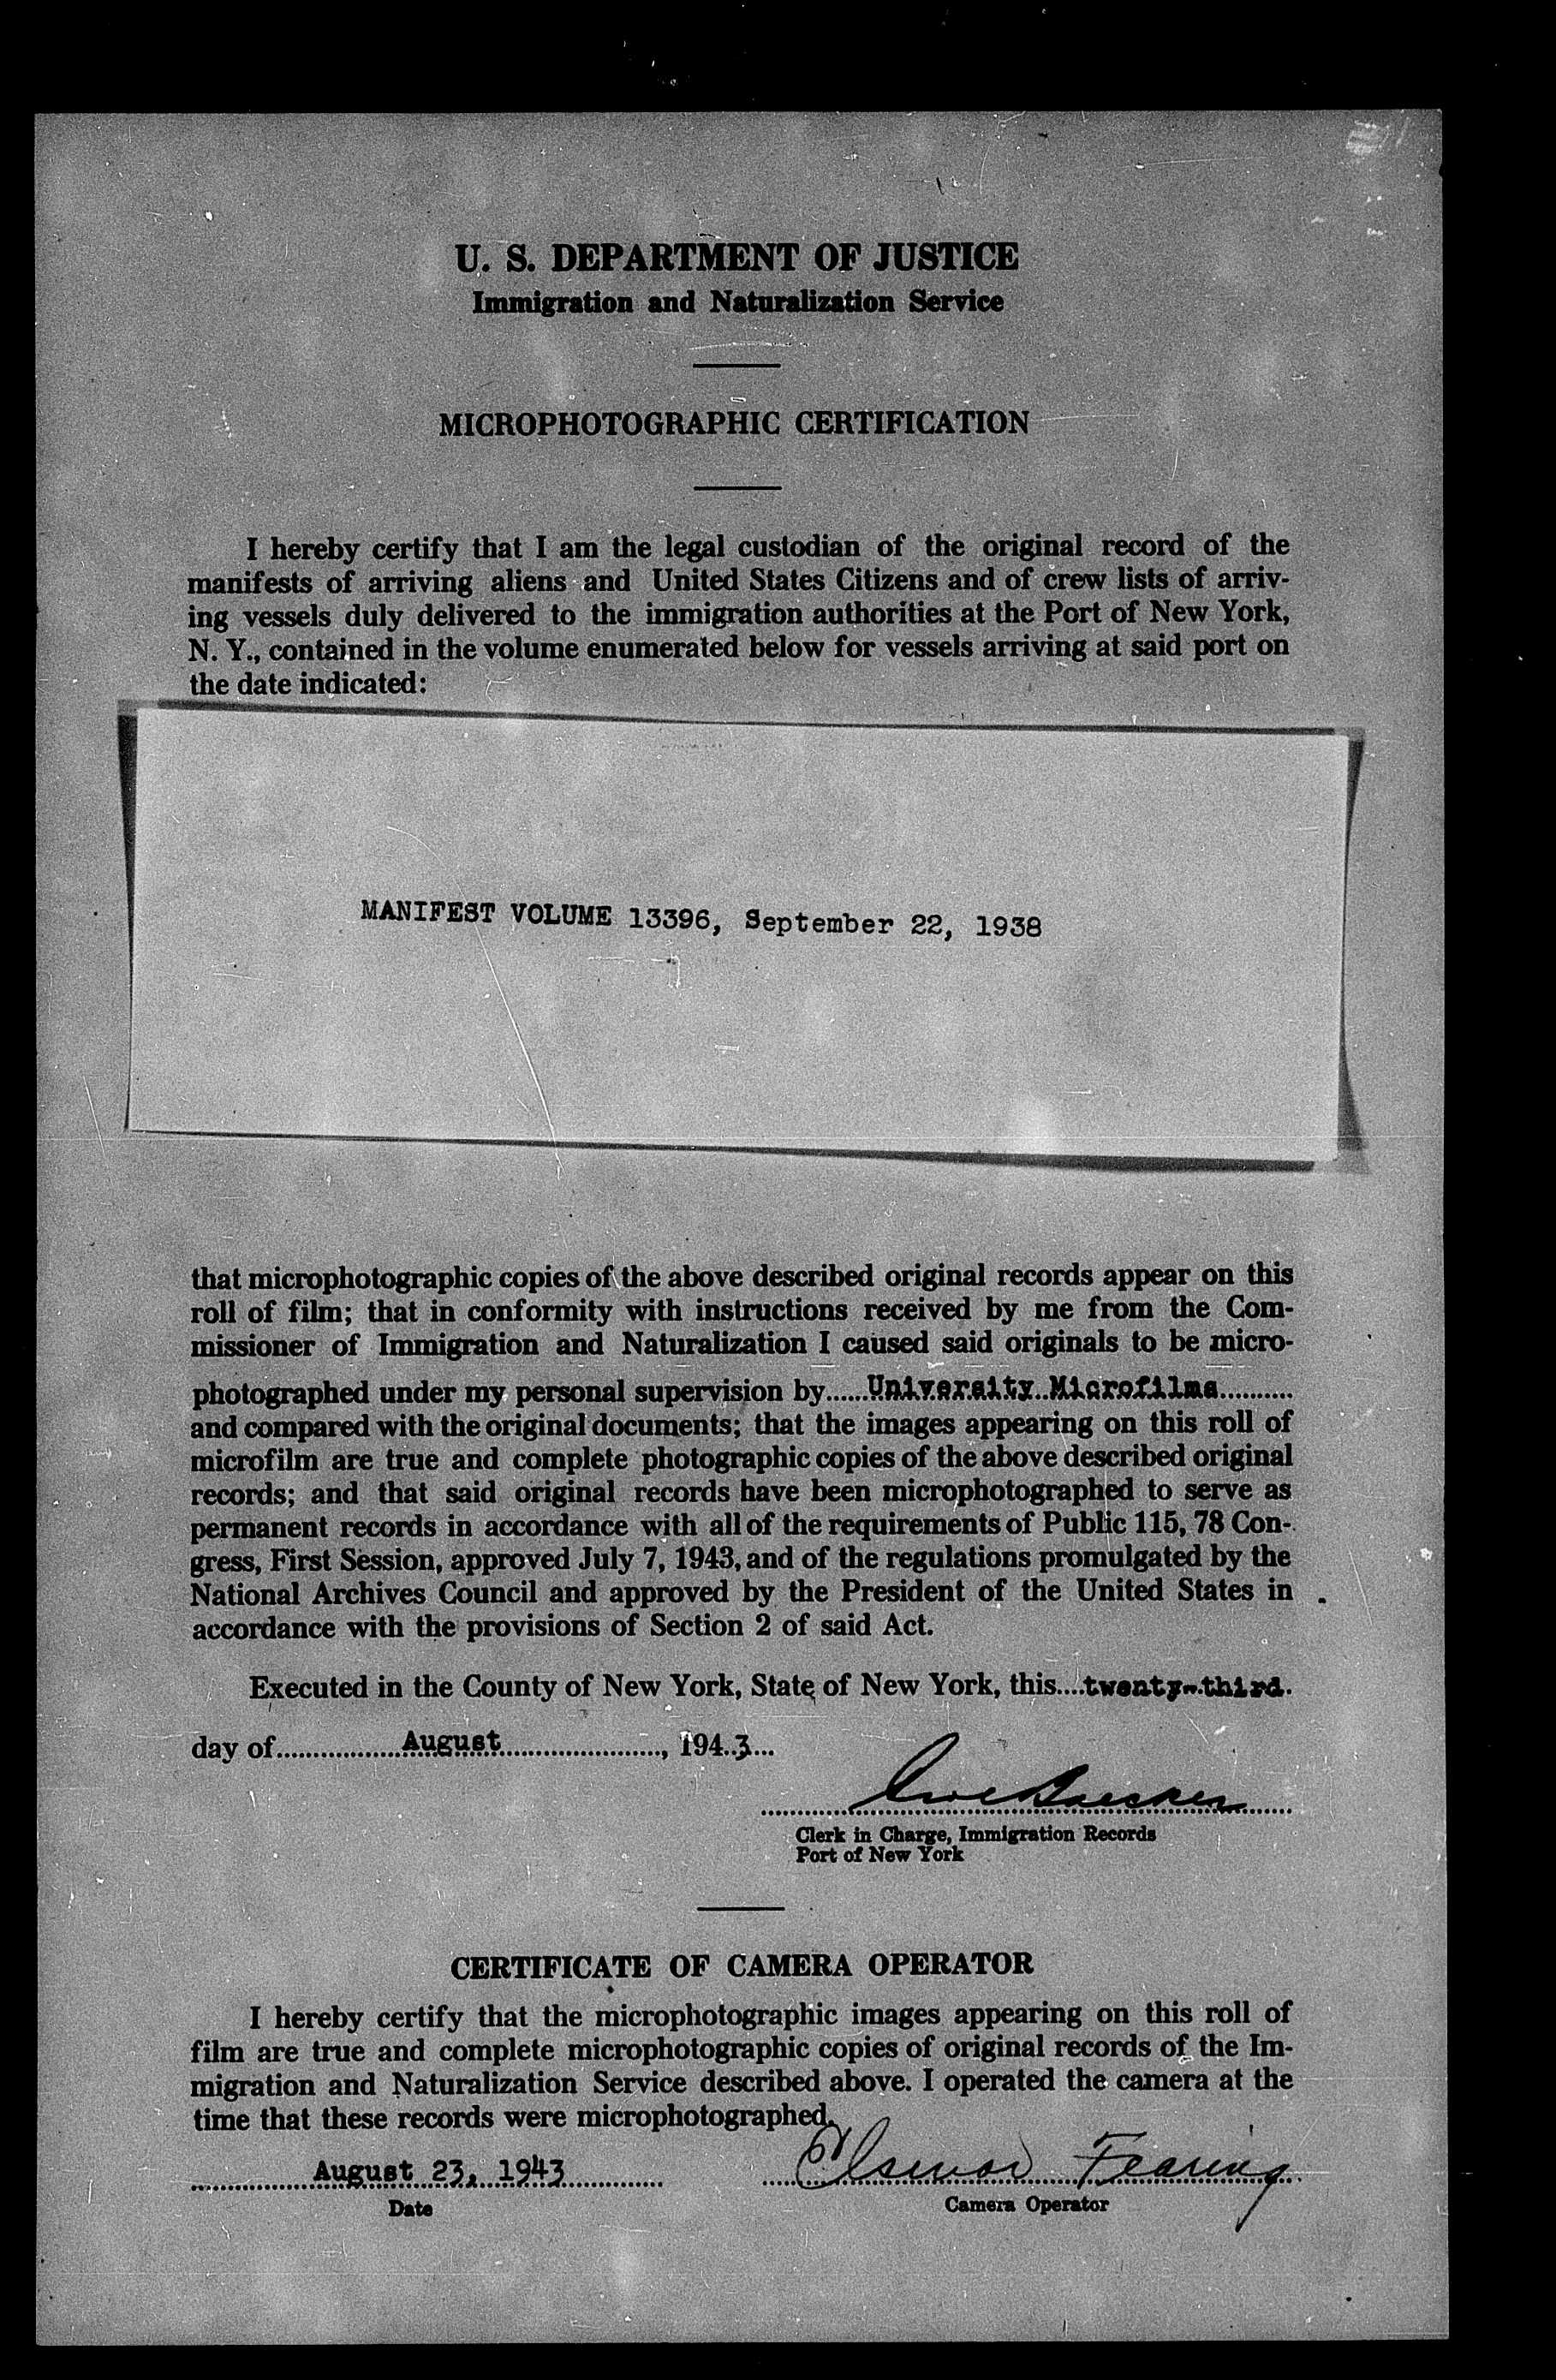 U. S. DEPARTMENT OF JUSTICE
Immigration and Naturalization Service
MICROPHOTOGRAPHIC CERTIFICATION
I hereby certify that I am the legal custodian of the original record of the
manifests of arriving aliens and United States Citizens and of crew lists of arriv-
ing vessels duly delivered to the immigration authorities at the Port of New York,
N. Y., contained in the volume enumerated below for vessels arriving at said port on
the date indicated:
MANIFEST VOLUME 13396, September 22, 1938
that microphotographic copies of the above described original records appear on this
roll of film; that in conformity with instructions received by me from the Com-
missioner of Immigration and Naturalization I caused said originals to be micro-
photographed under my personal supervision by......University Microfilms..........
and compared with the original documents; that the images appearing on this roll of
microfilm are true and complete photographic copies of the above described original
records; and that said original records have been microphotographed to serve as
permanent records in accordance with all of the requirements of Public 115, 78 Con-
gress, First Session, approved July 7, 1943, and of the regulations promulgated by the
National Archives Council and approved by the President of the United States in
accordance with the provisions of Section 2 of said Act.
Executed in the County of New York, State of New York, this....twenty-third.
day of..................August......................., 194..3...
Clerk in Charge, Immigration Records
Port of New York
CERTIFICATE OF CAMERA OPERATOR
I hereby certify that the microphotographic images appearing on this roll of
film are true and complete microphotographic copies of original records of the Im-
migration and Naturalization Service described above. I operated the camera at the
time that these records were microphotographed.
August 23, 1943 Fearing
Date Camera Operator